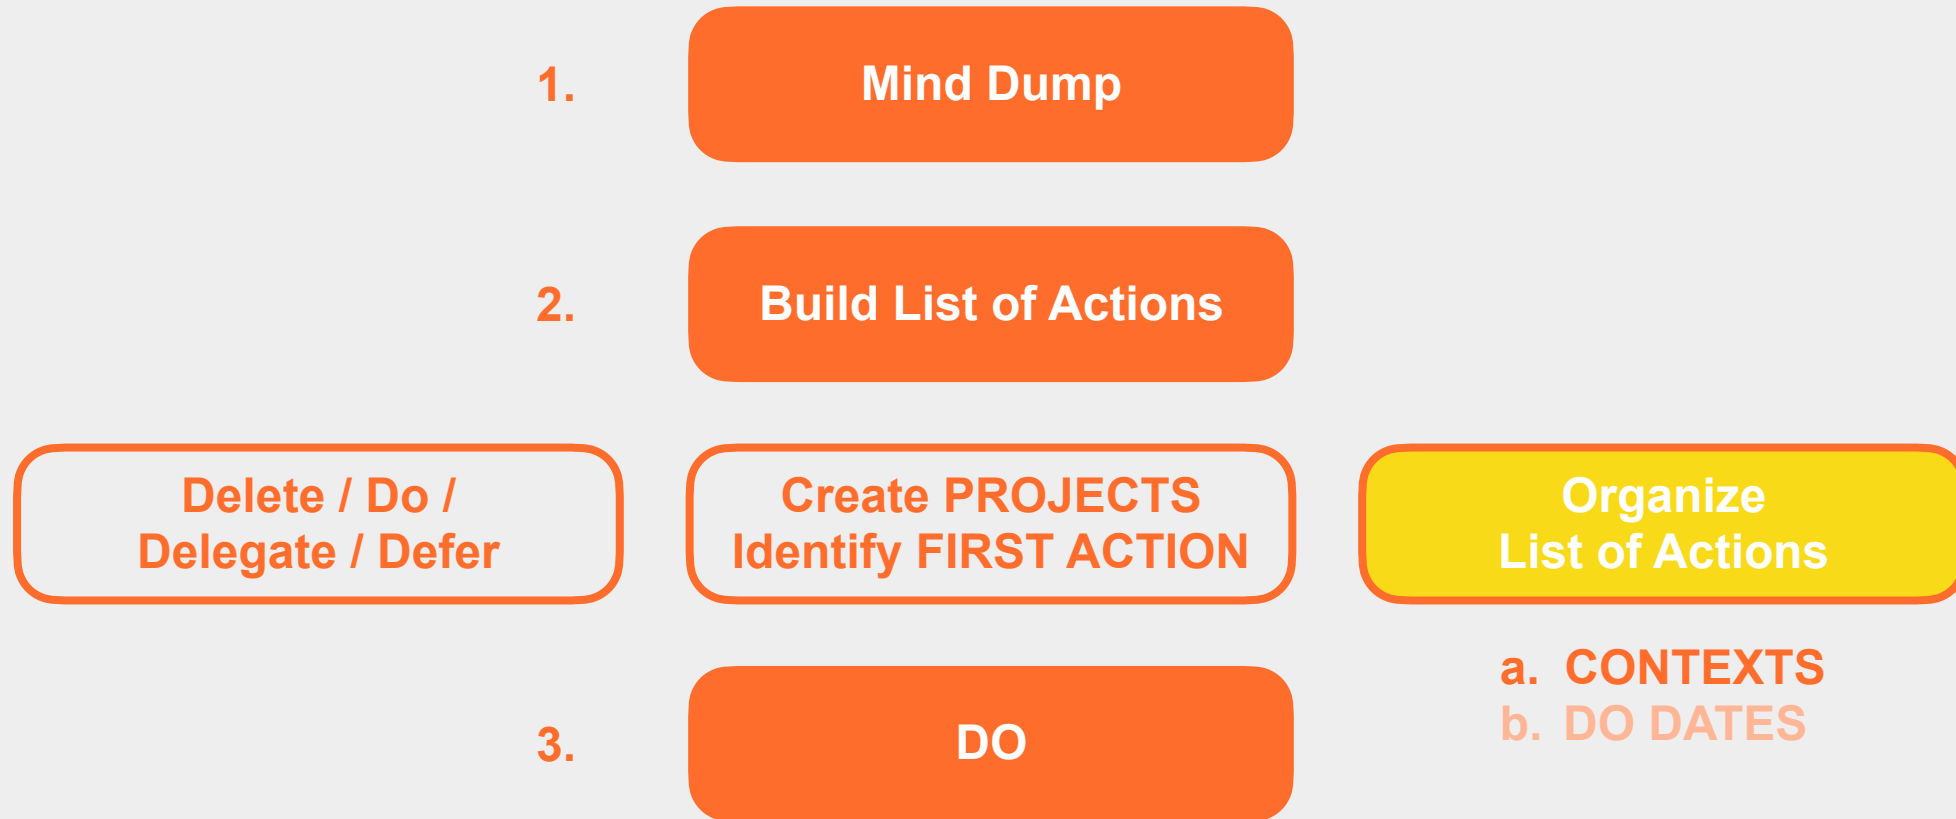 1. Mind Dump
2. Build List of Actions
Delete / Do /
Delegate / Defer
Create PROJECTS
Identify FIRST ACTION
Organize
List of Actions
a. CONTEXTS
b. DO DATES
3. DO